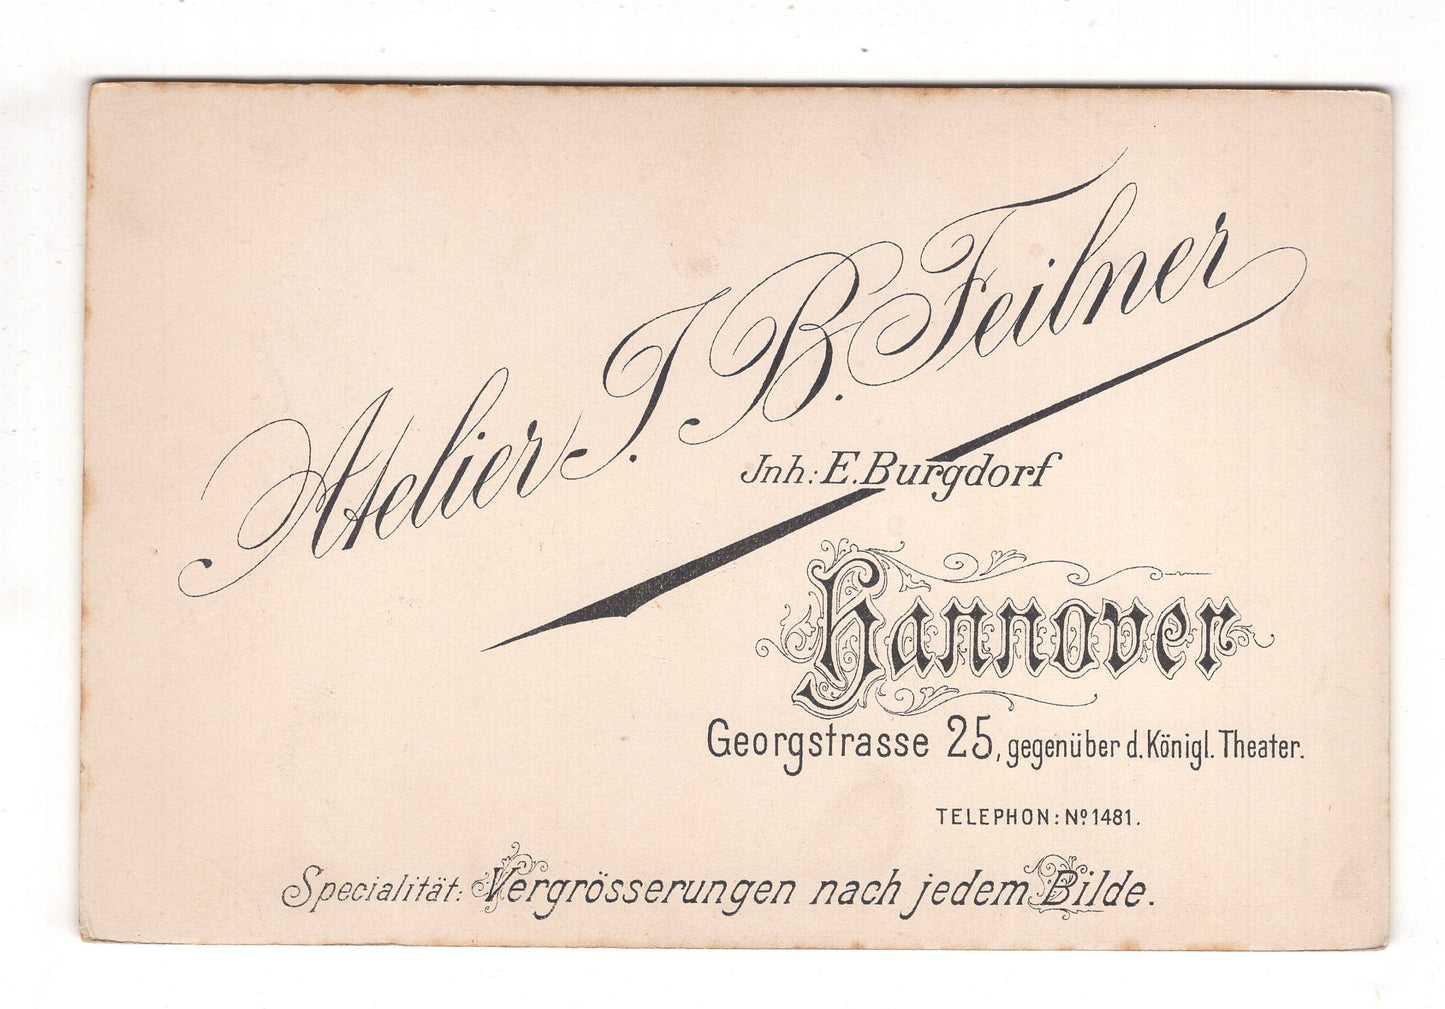 Atelier J. B. Feilner
Jnh: E. Burgdorf
Hannover
Georgstrasse 25, gegenüber d. Königl. Theater.
TELEPHON: Nº 1481.
Specialität: Vergrösserungen nach jedem Bilde.